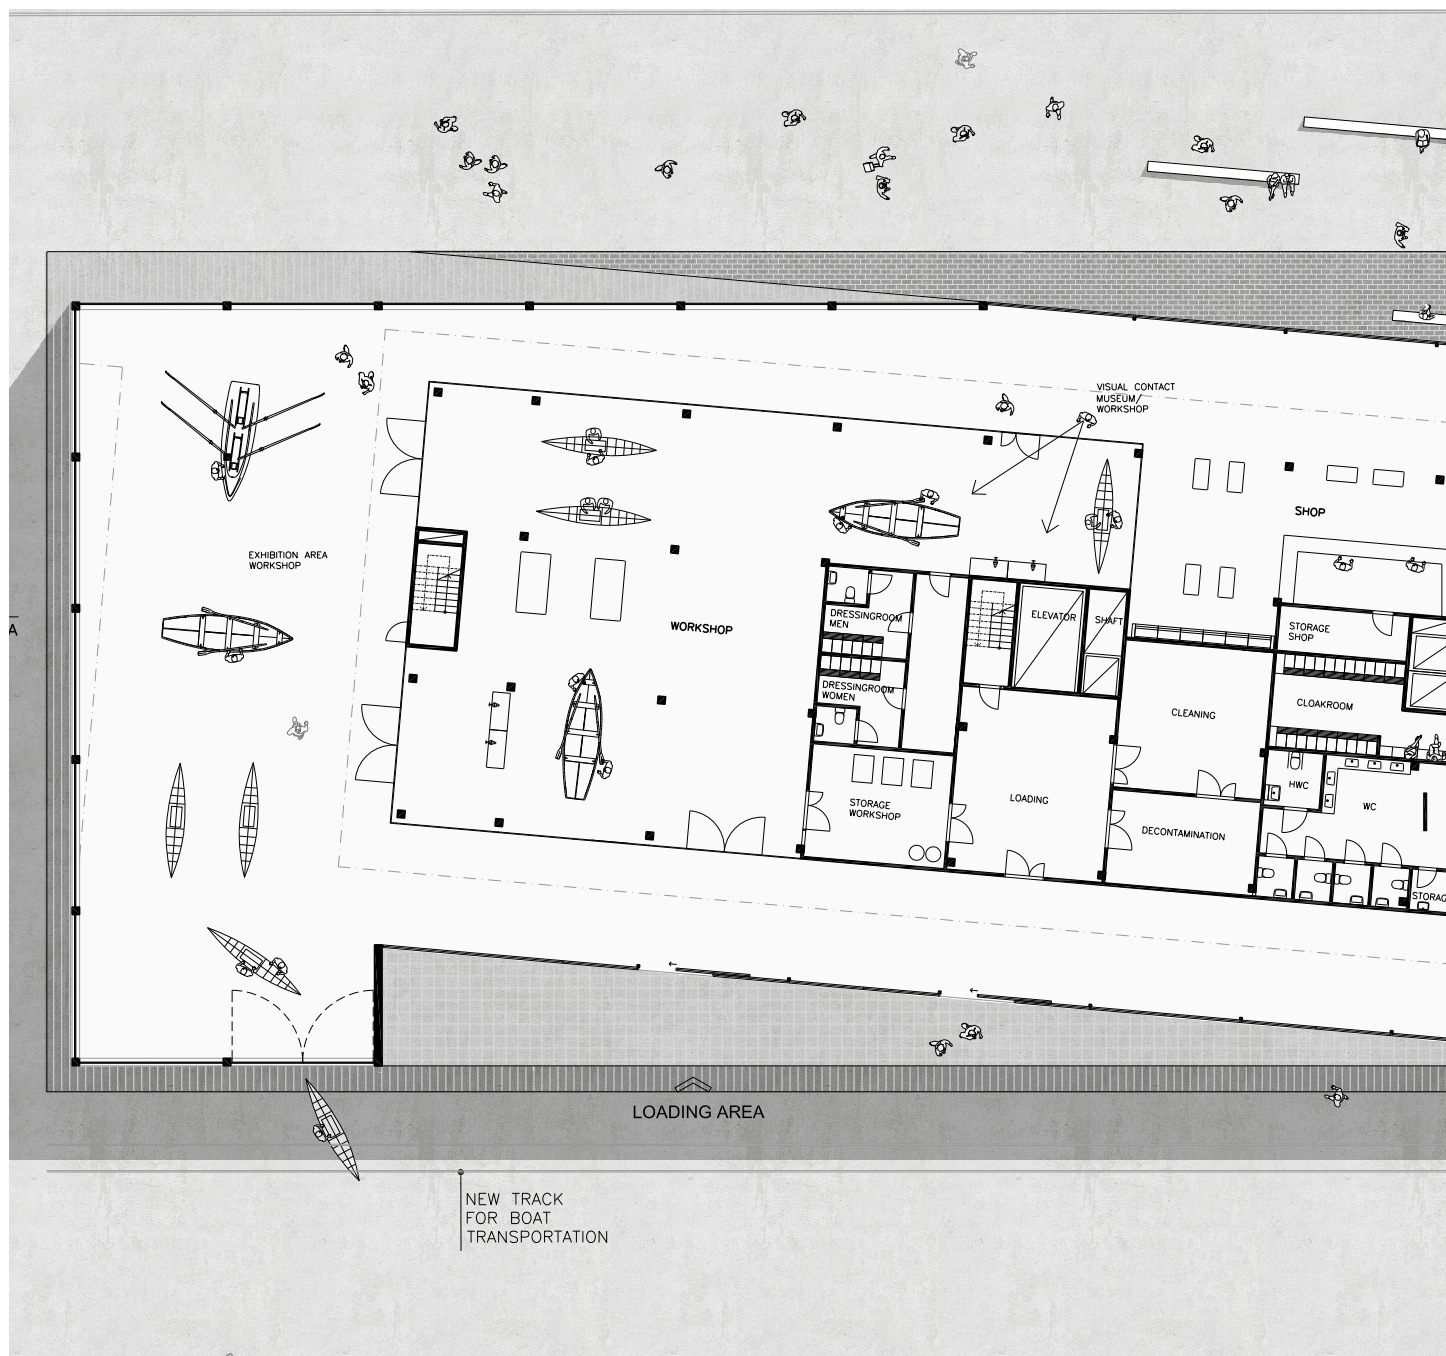 VISUAL CONTACT
MUSEUM/
WORKSHOP
SHOP
EXHIBITION AREA
WORKSHOP
A
WORKSHOP
DRESSINGROOM
MEN
ELEVATOR
SHAFT
STORAGE
SHOP
DRESSINGROOM
WOMEN
CLOAKROOM
CLEANING
HWC
WC
STORAGE
WORKSHOP
LOADING
DECONTAMINATION
STORAG
LOADING AREA
NEW TRACK
FOR BOAT
TRANSPORTATION